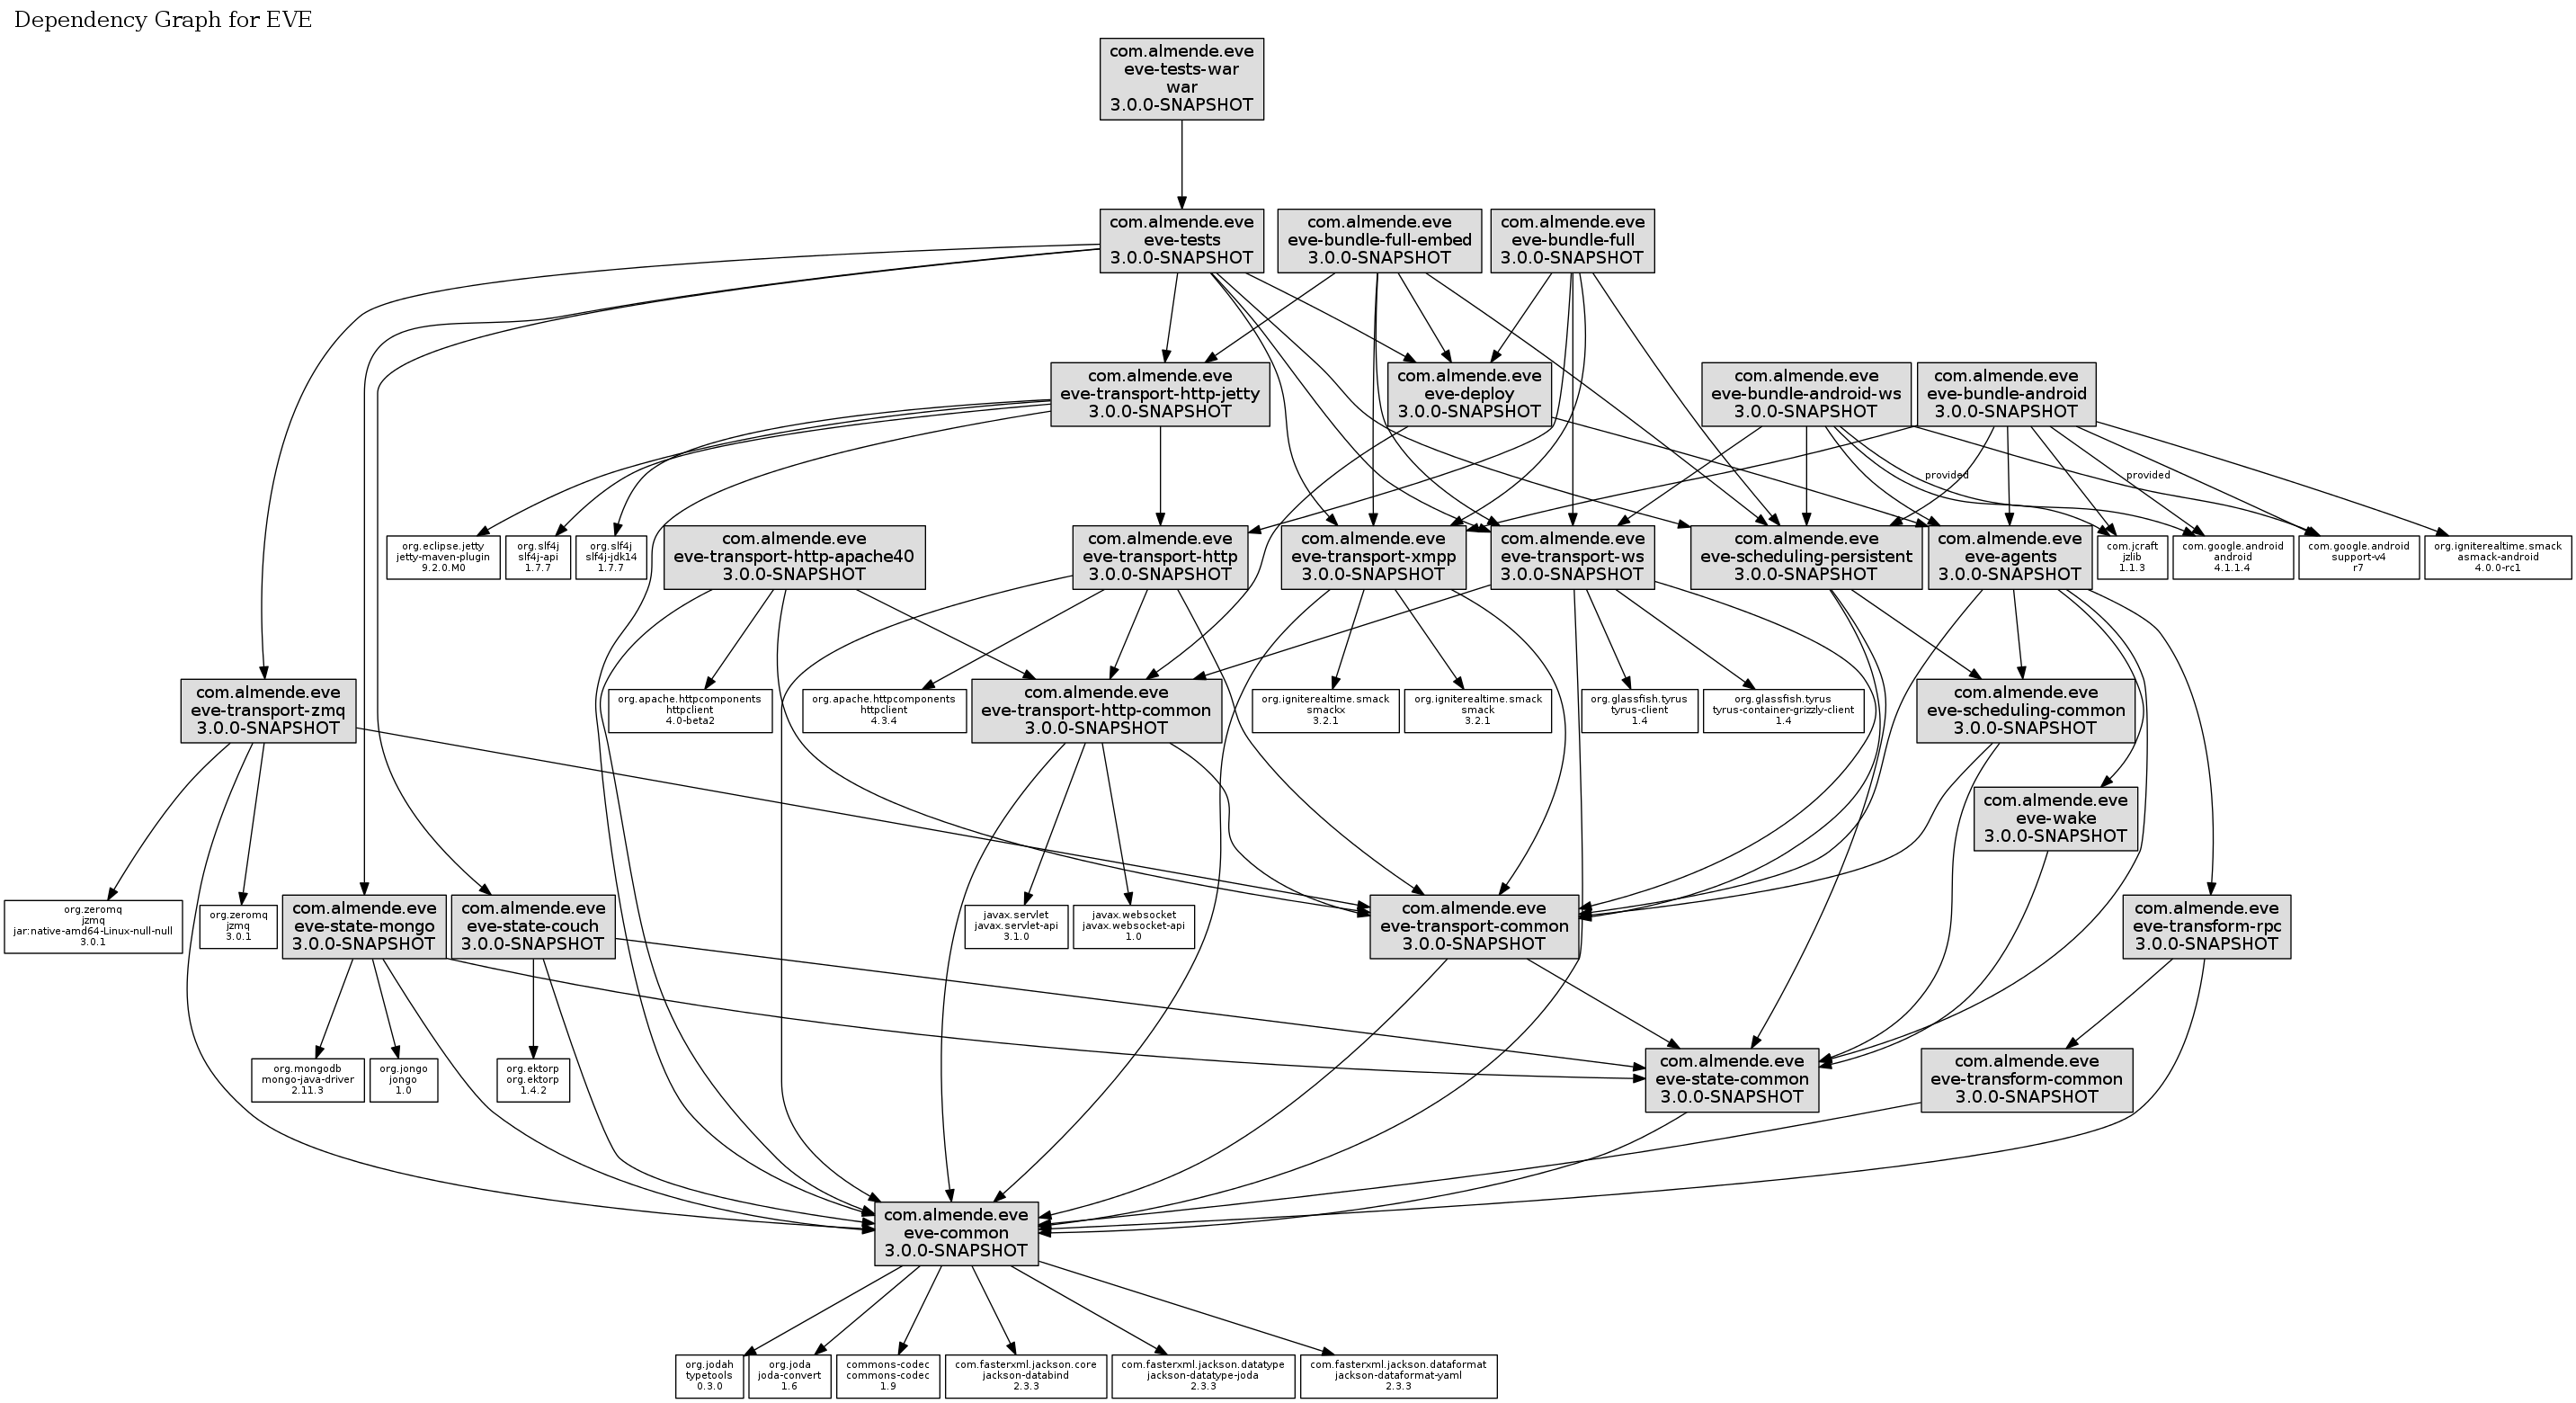 Dependency Graph for EVE
com.almende.eve
eve-tests-war
war
3.0.0-SNAPSHOT
com.almende.eve
eve-tests
3.0.0-SNAPSHOT
com.almende.eve
eve-bundle-full-embed
3.0.0-SNAPSHOT
com.almende.eve
eve-bundle-full
3.0.0-SNAPSHOT
com.almende.eve
eve-transport-http-jetty
3.0.0-SNAPSHOT
com.almende.eve
eve-deploy
3.0.0-SNAPSHOT
com.almende.eve
eve-bundle-android-ws
3.0.0-SNAPSHOT
com.almende.eve
eve-bundle-android
3.0.0-SNAPSHOT
provided
provided
org.eclipse.jetty
jetty-maven-plugin
9.2.0.M0
org.slf4j
slf4j-api
1.7.7
org.slf4j
slf4j-jdk14
1.7.7
com.almende.eve
eve-transport-http-apache40
3.0.0-SNAPSHOT
com.almende.eve
eve-transport-http
3.0.0-SNAPSHOT
com.almende.eve
eve-transport-xmpp
3.0.0-SNAPSHOT
com.almende.eve
eve-transport-ws
3.0.0-SNAPSHOT
com.almende.eve
eve-scheduling-persistent
3.0.0-SNAPSHOT
com.almende.eve
eve-agents
3.0.0-SNAPSHOT
com.jcraft
jzlib
1.1.3
com.google.android
android
4.1.1.4
com.google.android
support-v4
r7
org.igniterealtime.smack
asmack-android
4.0.0-rc1
com.almende.eve
eve-transport-zmq
3.0.0-SNAPSHOT
org.apache.httpcomponents
httpclient
4.0-beta2
org.apache.httpcomponents
httpclient
4.3.4
com.almende.eve
eve-transport-http-common
3.0.0-SNAPSHOT
org.igniterealtime.smack
smackx
3.2.1
org.igniterealtime.smack
smack
3.2.1
org.glassfish.tyrus
tyrus-client
1.4
org.glassfish.tyrus
tyrus-container-grizzly-client
1.4
com.almende.eve
eve-scheduling-common
3.0.0-SNAPSHOT
com.almende.eve
eve-wake
3.0.0-SNAPSHOT
org.zeromq
jzmq
jar:native-amd64-Linux-null-null
3.0.1
org.zeromq
jzmq
3.0.1
com.almende.eve
eve-state-mongo
3.0.0-SNAPSHOT
com.almende.eve
eve-state-couch
3.0.0-SNAPSHOT
javax.servlet
javax.servlet-api
3.1.0
javax.websocket
javax.websocket-api
1.0
com.almende.eve
eve-transport-common
3.0.0-SNAPSHOT
com.almende.eve
eve-transform-rpc
3.0.0-SNAPSHOT
org.mongodb
mongo-java-driver
2.11.3
org.jongo
jongo
1.0
org.ektorp
org.ektorp
1.4.2
com.almende.eve
eve-state-common
3.0.0-SNAPSHOT
com.almende.eve
eve-transform-common
3.0.0-SNAPSHOT
com.almende.eve
eve-common
3.0.0-SNAPSHOT
org.jodah
typetools
0.3.0
org.joda
joda-convert
1.6
commons-codec
commons-codec
1.9
com.fasterxml.jackson.core
jackson-databind
2.3.3
com.fasterxml.jackson.datatype
jackson-datatype-joda
2.3.3
com.fasterxml.jackson.dataformat
jackson-dataformat-yaml
2.3.3